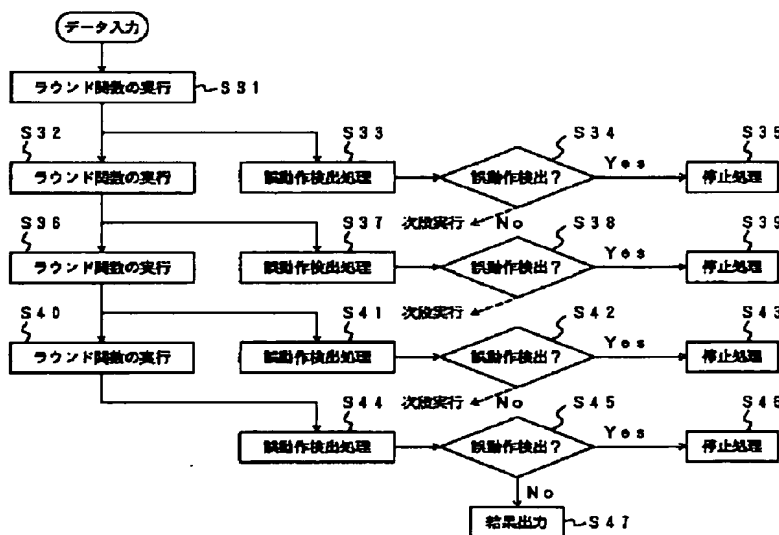 データ入力
ラウンド関数の実行 S31
S32 S33 S34 S35
ラウンド関数の実行 誤動作検出処理 誤動作検出? Yes 停止処理
S36 S37 次段実行 No S38 S39
ラウンド関数の実行 誤動作検出処理 誤動作検出? Yes 停止処理
S40 S41 次段実行 S42 S43
ラウンド関数の実行 誤動作検出処理 誤動作検出? Yes 停止処理
S44 次段実行 No S45 S46
誤動作検出処理 誤動作検出? Yes 停止処理
No
結果出力 S47